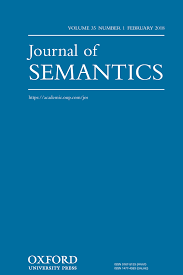 VOLUME 35 NUMBER 1 FEBRUARY 2018
Journal of
SEMANTICS
https://academic.oup.com/jos
OXFORD
UNIVERSITY PRESS